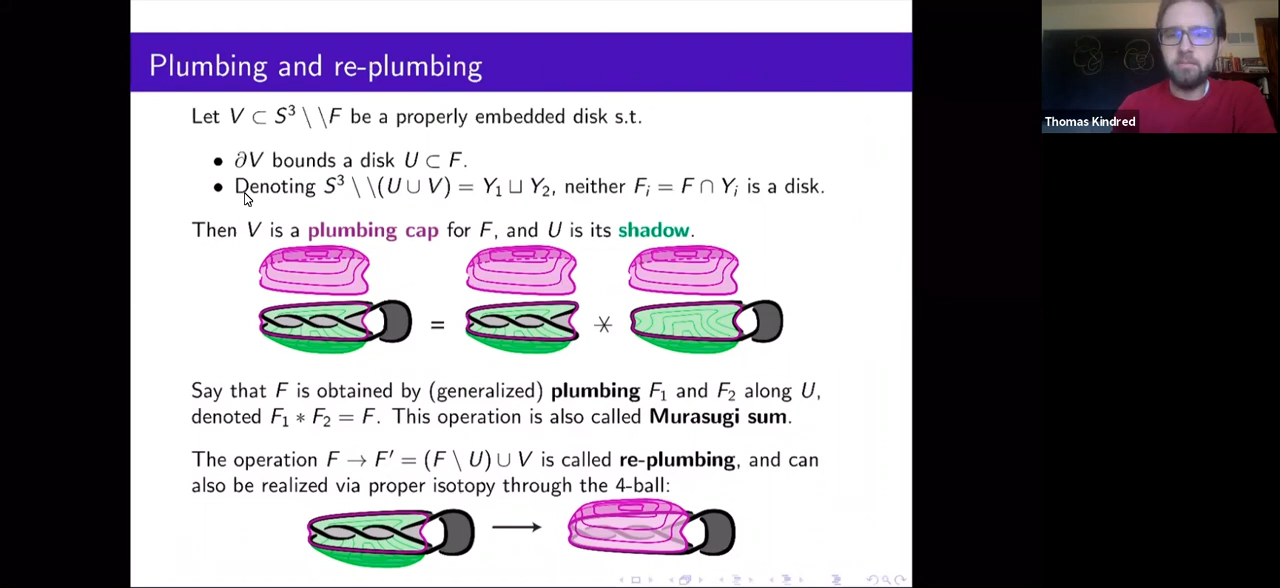 Plumbing and re-plumbing
Thomas Kindred
Let V ⊂ S³ \\ F be a properly embedded disk s.t.
• ∂V bounds a disk U ⊂ F.
• Denoting S³ \\ (U ∪ V) = Y₁ ⊔ Y₂, neither Fᵢ = F ∩ Yᵢ is a disk.
Then V is a plumbing cap for F, and U is its shadow.
= *
Say that F is obtained by (generalized) plumbing F₁ and F₂ along U,
denoted F₁ * F₂ = F. This operation is also called Murasugi sum.
The operation F → F′ = (F \ U) ∪ V is called re-plumbing, and can
also be realized via proper isotopy through the 4-ball: